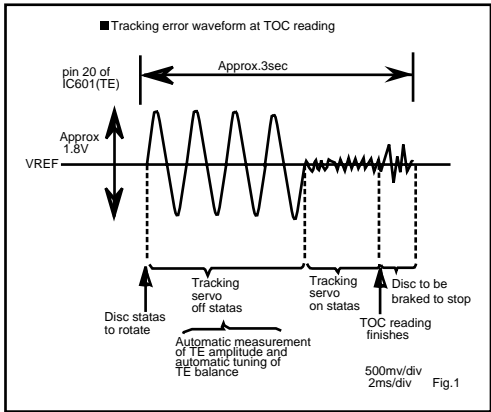 ■Tracking error waveform at TOC reading
pin 20 of
IC601(TE)
Approx.3sec
Approx
1.8V
VREF
Disc statas
to rotate
Tracking
servo
off statas
Tracking
servo
on statas
Disc to be
braked to stop
TOC reading
finishes
Automatic measurement
of TE amplitude and
automatic tuning of
TE balance
500mv/div
2ms/div
Fig.1